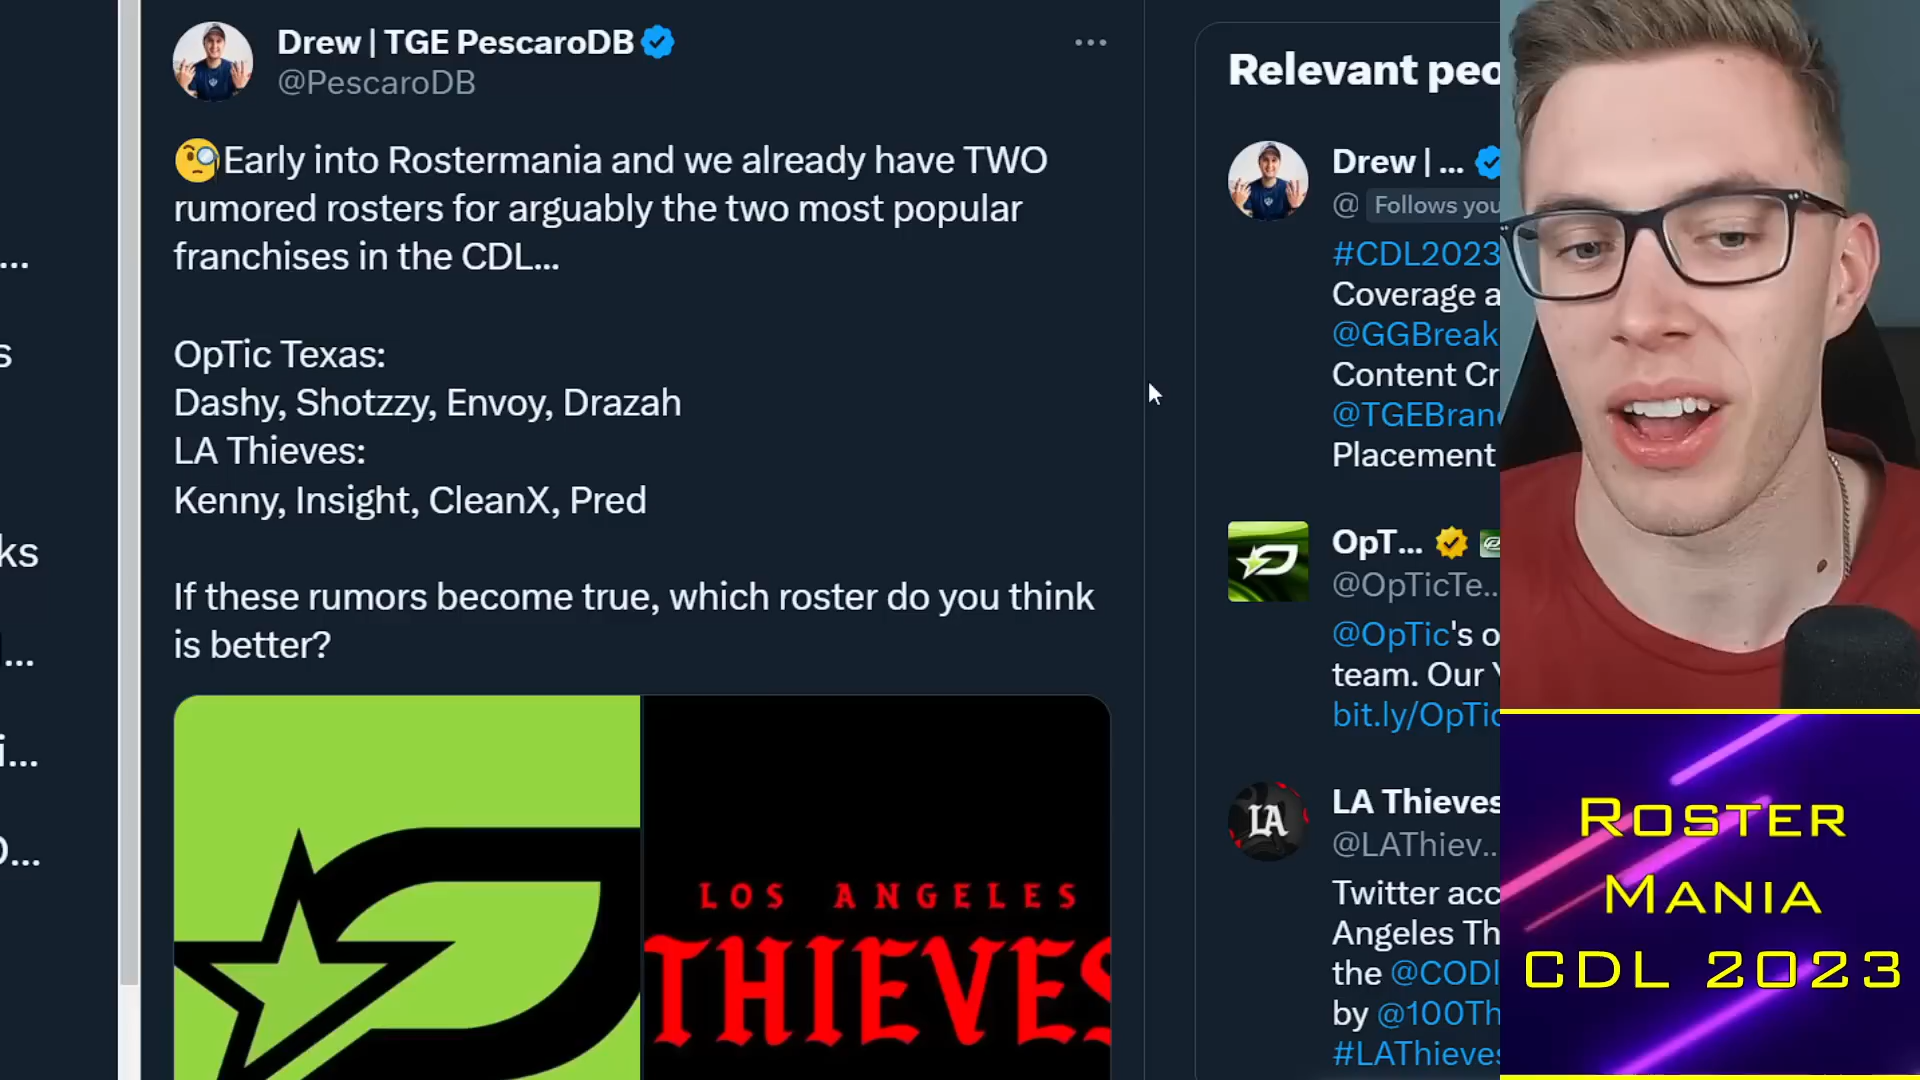 Drew | TGE PescaroDB
@PescaroDB
🧐Early into Rostermania and we already have TWO
rumored rosters for arguably the two most popular
franchises in the CDL...
OpTic Texas:
Dashy, Shotzzy, Envoy, Drazah
LA Thieves:
Kenny, Insight, CleanX, Pred
If these rumors become true, which roster do you think
is better?
LOS ANGELES
THIEVES
...
s
ks
...
i...
...
Relevant peo
Drew | ...
@ Follows you
#CDL2023
Coverage a
@GGBreak
Content Cr
@TGEBran
Placement
OpT...
@OpTicTe...
@OpTic's o
team. Our Y
bit.ly/OpTic
LA
LA Thieves
@LAThiev...
Twitter acc
Angeles Th
the @CODl
by @100Th
#LAThieves
ROSTER
MANIA
CDL 2023